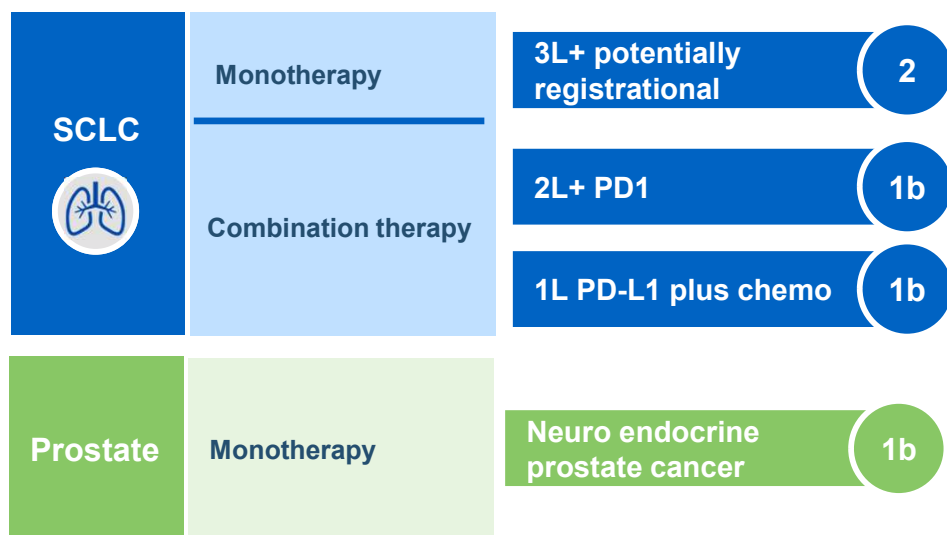 SCLC
Monotherapy
3L+ potentially
registrational
2
Combination therapy
2L+ PD1
1b
1L PD-L1 plus chemo
1b
Prostate
Monotherapy
Neuro endocrine
prostate cancer
1b